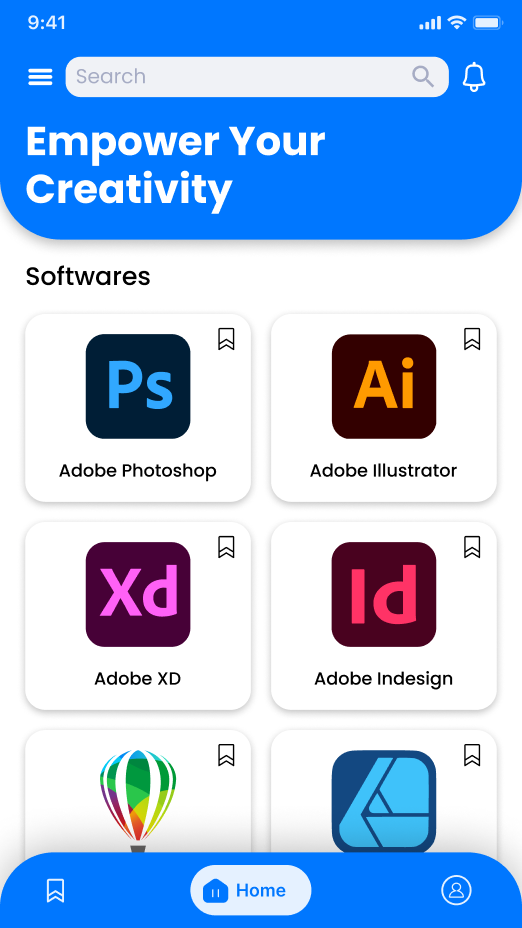 9:41
Search
Empower Your
Creativity
Softwares
Ps
Ai
Adobe Photoshop
Adobe Illustrator
Xd
Id
Adobe XD
Adobe Indesign
Home